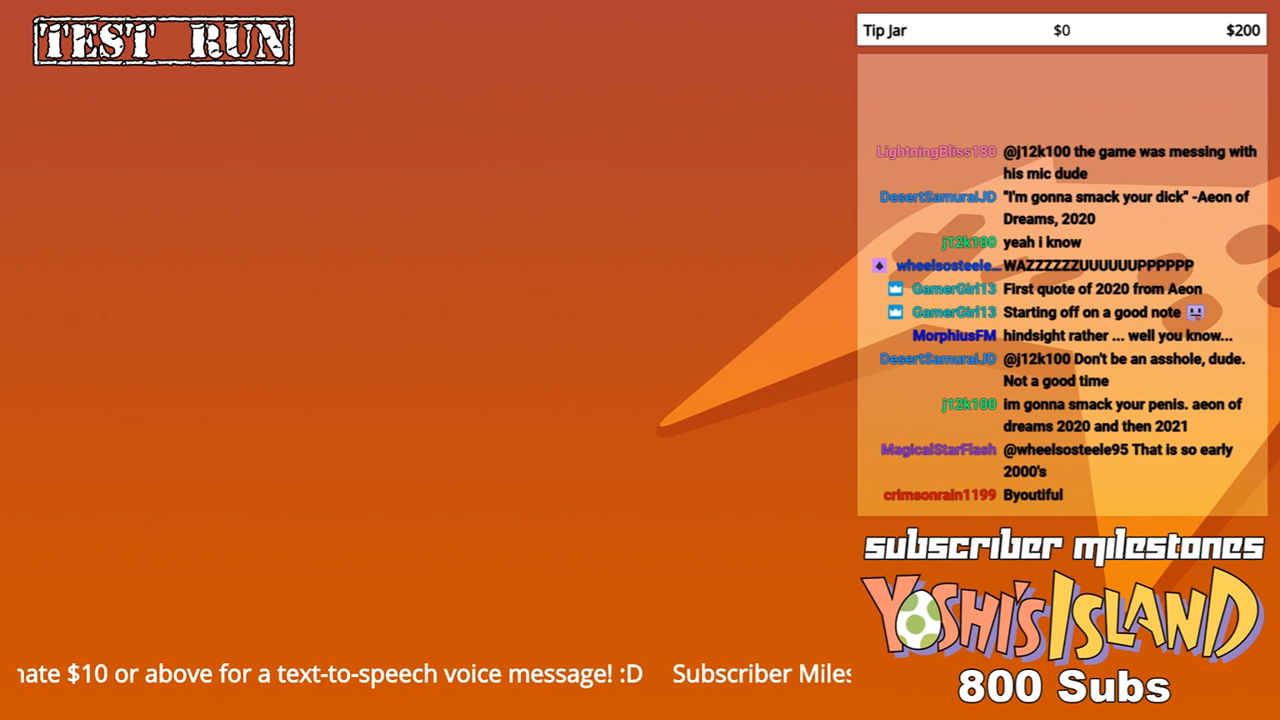 TEST RUN
Tip Jar $0 $200
LightningBliss180 @j12k100 the game was messing with
his mic dude
DesertSamuraiJD "I'm gonna smack your dick" -Aeon of
Dreams, 2020
j12k100 yeah i know
wheelsosteele... WAZZZZZZUUUUUUPPPPPP
GamerGirl13 First quote of 2020 from Aeon
GamerGirl13 Starting off on a good note
MorphiusFM hindsight rather ... well you know...
DesertSamuraiJD @j12k100 Don't be an asshole, dude.
Not a good time
j12k100 im gonna smack your penis. aeon of
dreams 2020 and then 2021
MagicalStarFlash @wheelsosteele95 That is so early
2000's
crimsonrain1199 Byoutiful
subscriber milestones
YOSHI'S ISLAND
800 Subs
nate $10 or above for a text-to-speech voice message! :D Subscriber Miles